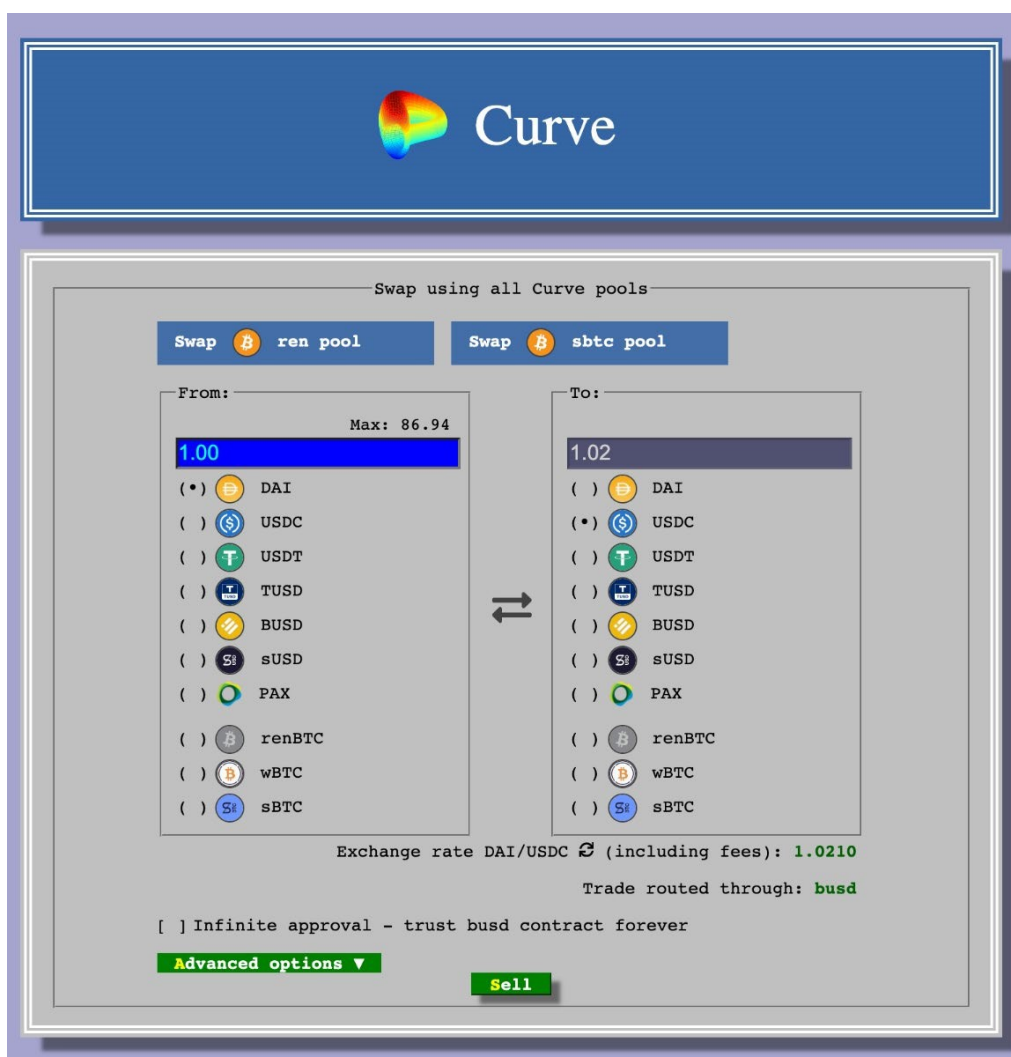 Curve
Swap using all Curve pools
Swap ren pool
Swap sbtc pool
From:
Max: 86.94
1.00
(•) DAI
( ) USDC
( ) USDT
( ) TUSD
( ) BUSD
( ) sUSD
( ) PAX
( ) renBTC
( ) wBTC
( ) sBTC
To:
1.02
( ) DAI
(•) USDC
( ) USDT
( ) TUSD
( ) BUSD
( ) sUSD
( ) PAX
( ) renBTC
( ) wBTC
( ) sBTC
Exchange rate DAI/USDC (including fees): 1.0210
Trade routed through: busd
[ ] Infinite approval - trust busd contract forever
Advanced options ▼
Sell